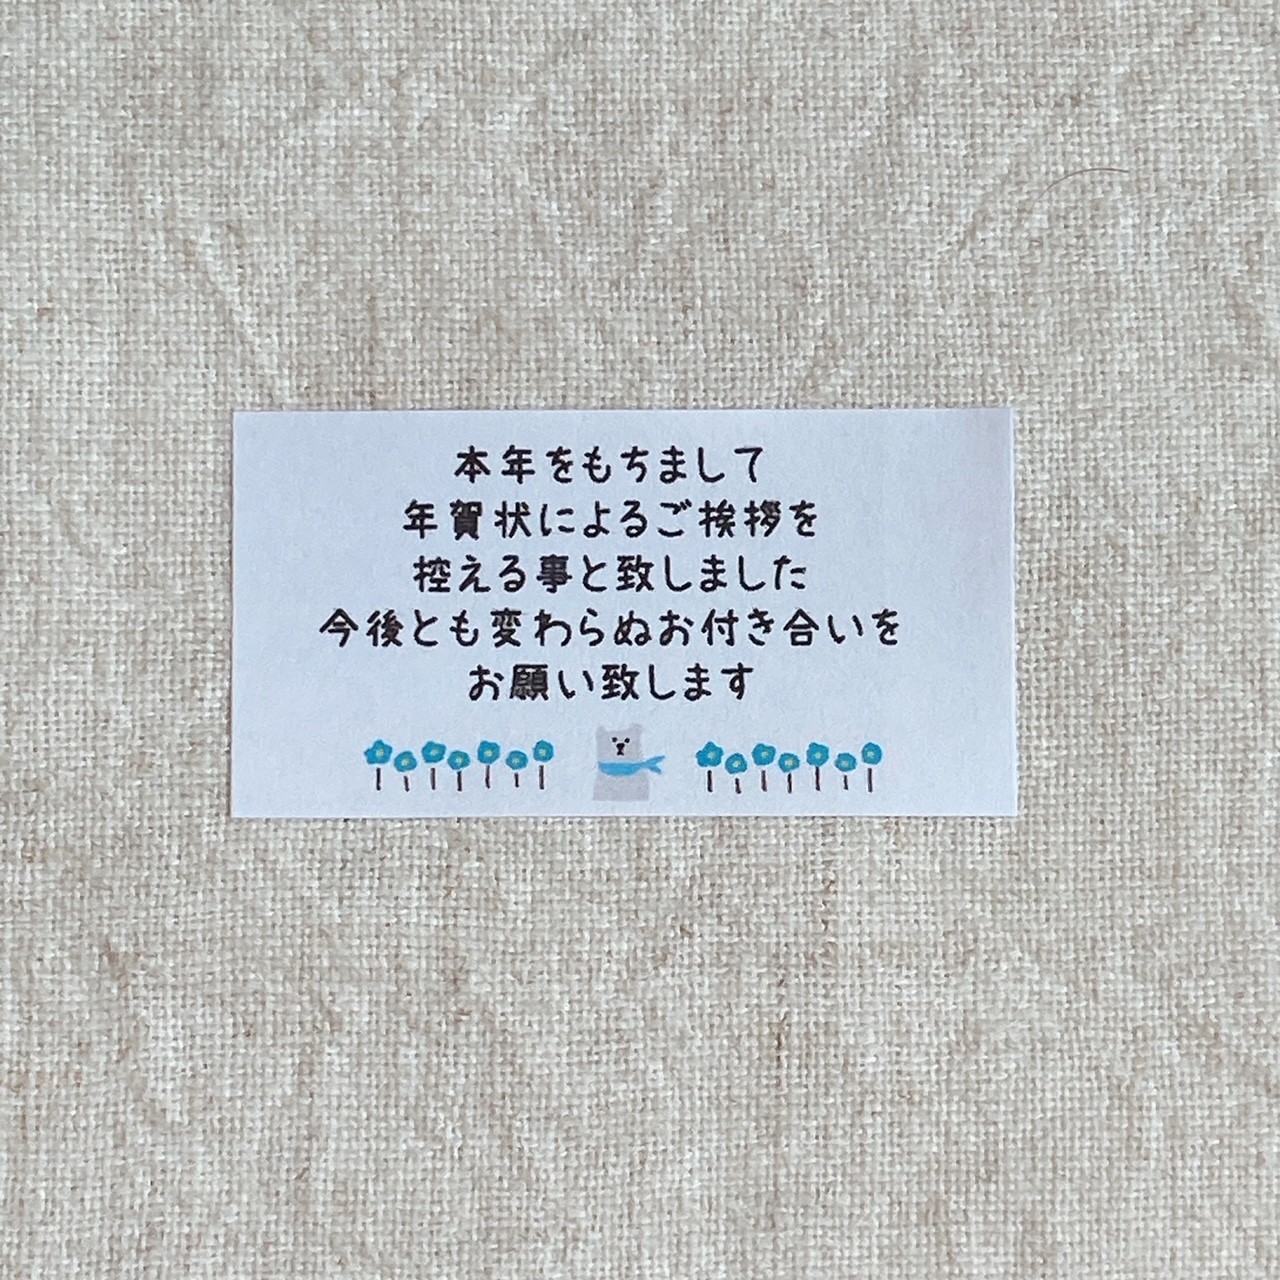 本年をもちまして
年賀状によるご挨拶を
控える事と致しました
今後とも変わらぬお付き合いを
お願い致します